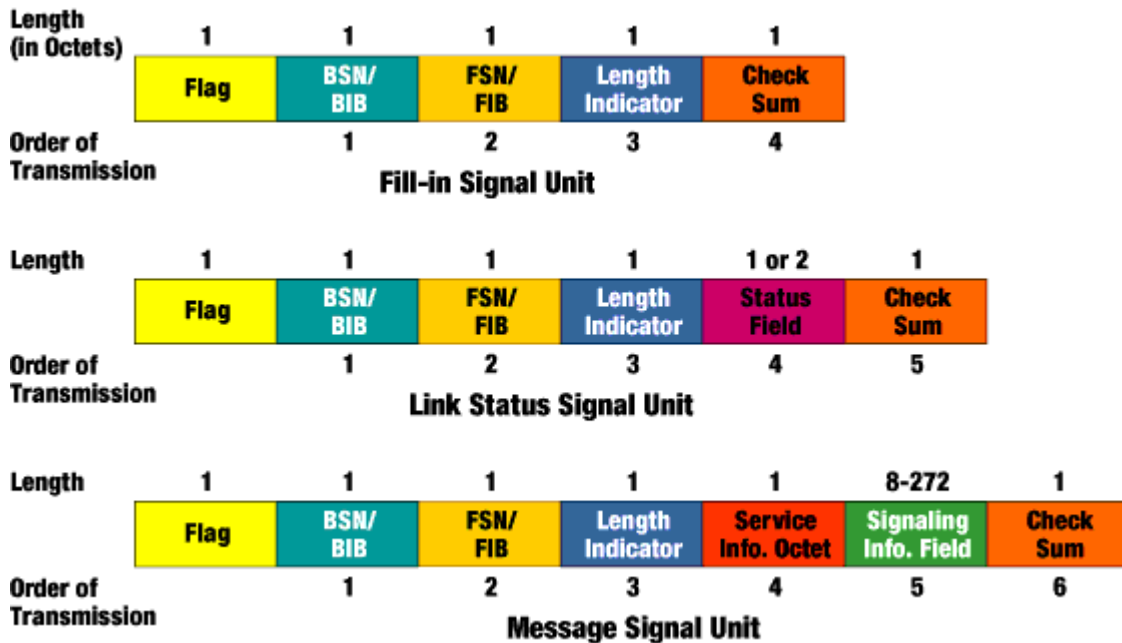 Length
(in Octets) 1 1 1 1 1
Flag BSN/ FSN/ Length Check
BIB FIB Indicator Sum
Order of
Transmission 1 2 3 4
Fill-in Signal Unit
Length 1 1 1 1 1 or 2 1
Flag BSN/ FSN/ Length Status Check
BIB FIB Indicator Field Sum
Order of
Transmission 1 2 3 4 5
Link Status Signal Unit
Length 1 1 1 1 1 8-272 1
Flag BSN/ FSN/ Length Service Signaling Check
BIB FIB Indicator Info. Octet Info. Field Sum
Order of
Transmission 1 2 3 4 5 6
Message Signal Unit